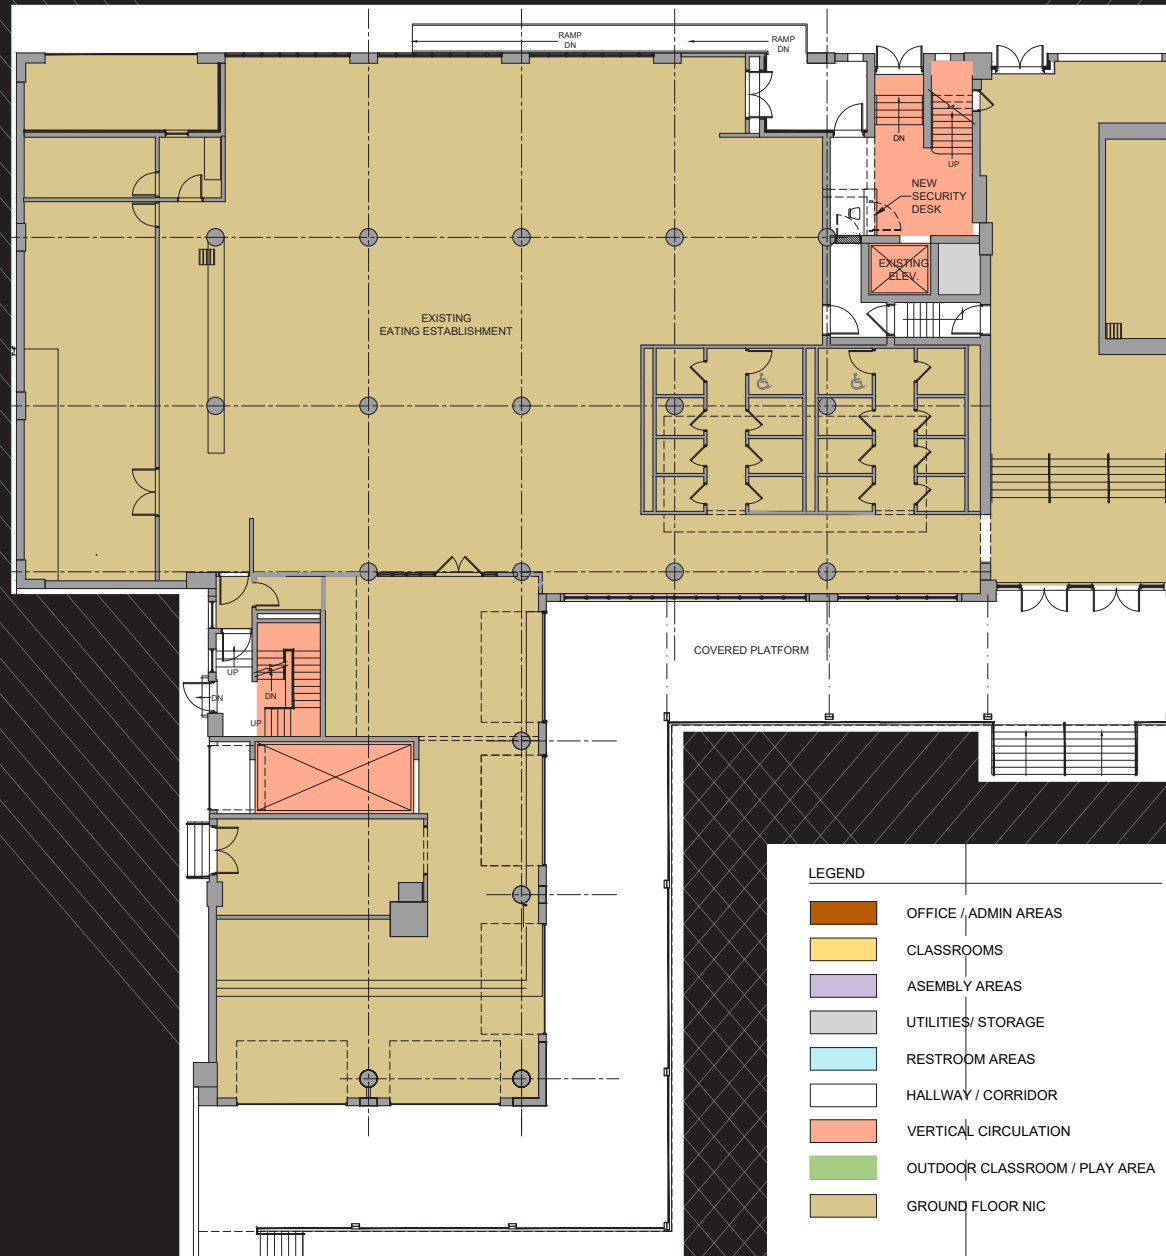 RAMP
DN
RAMP
DN
DN
UP
NEW
SECURITY
DESK
EXISTING
ELEV.
EXISTING
EATING ESTABLISHMENT
COVERED PLATFORM
UP
DN
DN
UP
LEGEND
OFFICE / ADMIN AREAS
CLASSROOMS
ASEMBLY AREAS
UTILITIES/ STORAGE
RESTROOM AREAS
HALLWAY / CORRIDOR
VERTICAL CIRCULATION
OUTDOOR CLASSROOM / PLAY AREA
GROUND FLOOR NIC